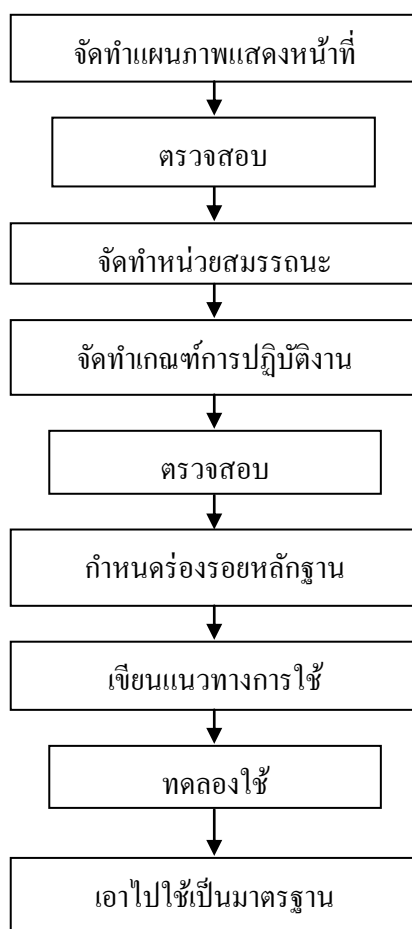 จัดทำแผนภาพแสดงหน้าที่
ตรวจสอบ
จัดทำหน่วยสมรรถนะ
จัดทำเกณฑ์การปฏิบัติงาน
ตรวจสอบ
กำหนดร่องรอยหลักฐาน
เขียนแนวทางการใช้
ทดลองใช้
เอาไปใช้เป็นมาตรฐาน